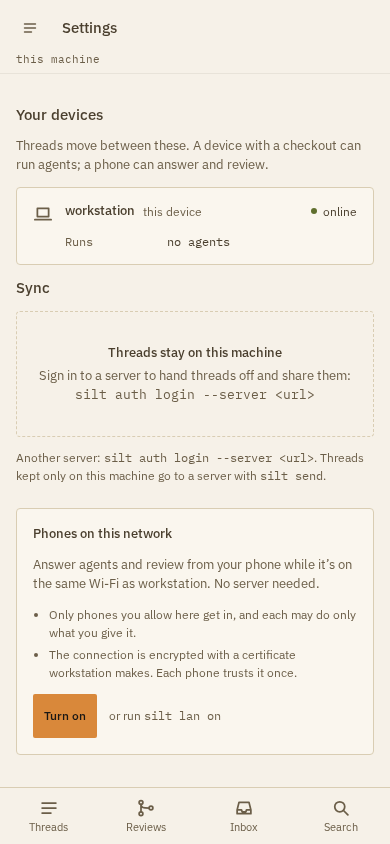 Settings
this machine
Your devices
Threads move between these. A device with a checkout can
run agents; a phone can answer and review.
workstation this device online
Runs no agents
Sync
Threads stay on this machine
Sign in to a server to hand threads off and share them:
silt auth login --server <url>
Another server: silt auth login --server <url>. Threads
kept only on this machine go to a server with silt send.
Phones on this network
Answer agents and review from your phone while it’s on
the same Wi-Fi as workstation. No server needed.
• Only phones you allow here get in, and each may do only
what you give it.
• The connection is encrypted with a certificate
workstation makes. Each phone trusts it once.
Turn on or run silt lan on
Threads Reviews Inbox Search